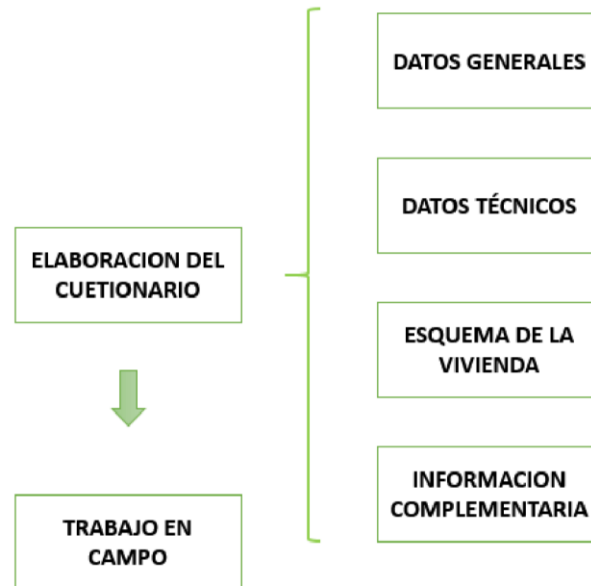 ELABORACION DEL
CUETIONARIO
TRABAJO EN
CAMPO
DATOS GENERALES
DATOS TÉCNICOS
ESQUEMA DE LA
VIVIENDA
INFORMACION
COMPLEMENTARIA